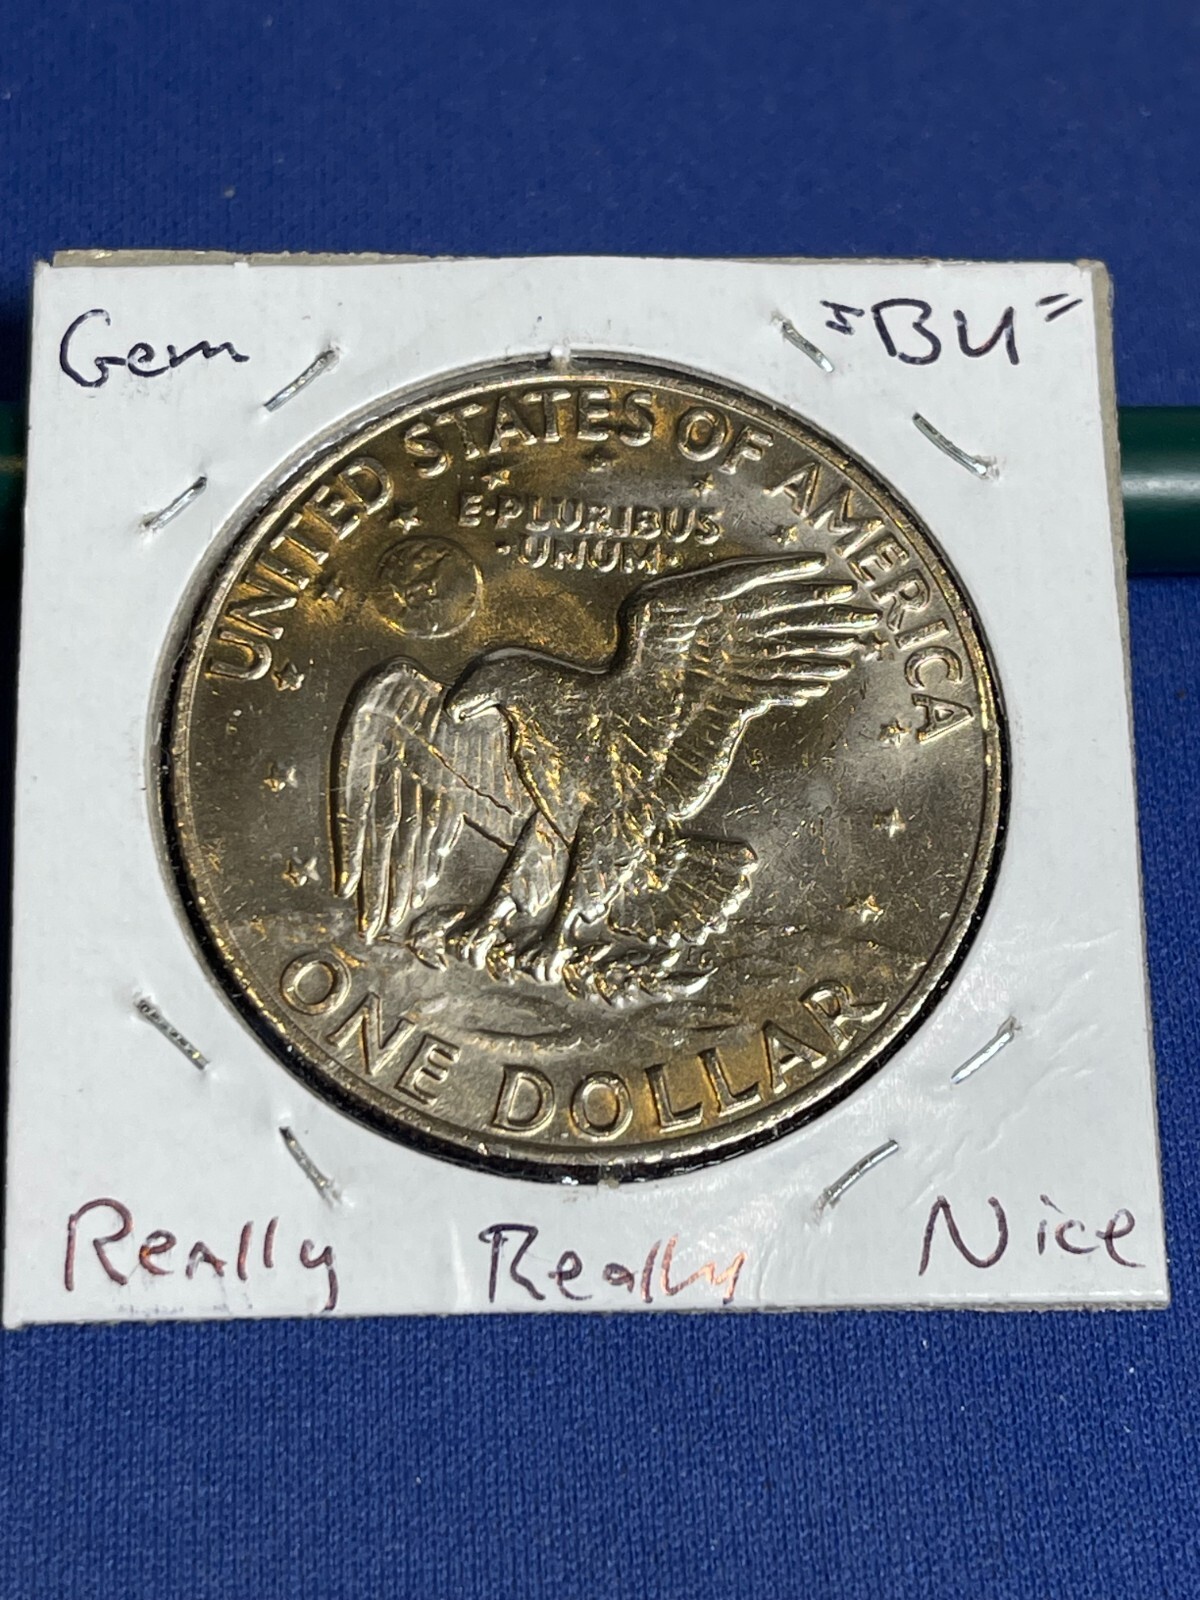 Gem "BU"
UNITED STATES OF AMERICA
E·PLURIBUS
·UNUM·
ONE DOLLAR
Really Really Nice